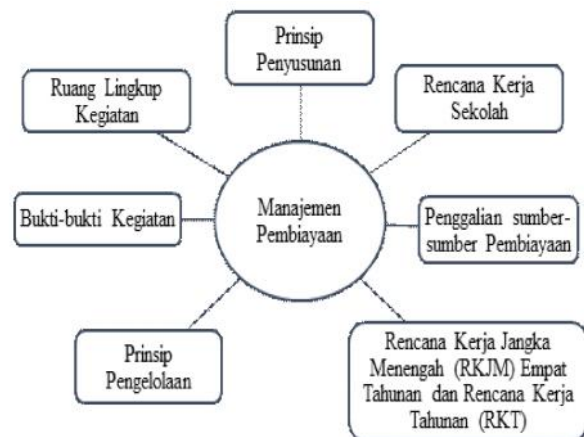 Prinsip
Penyusunan
Ruang Lingkup
Kegiatan
Rencana Kerja
Sekolah
Bukti-bukti Kegiatan
Manajemen
Pembiayaan
Penggalian sumber-
sumber Pembiayaan
Prinsip
Pengelolaan
Rencana Kerja Jangka
Menengah (RKJM) Empat
Tahunan dan Rencana Kerja
Tahunan (RKT)